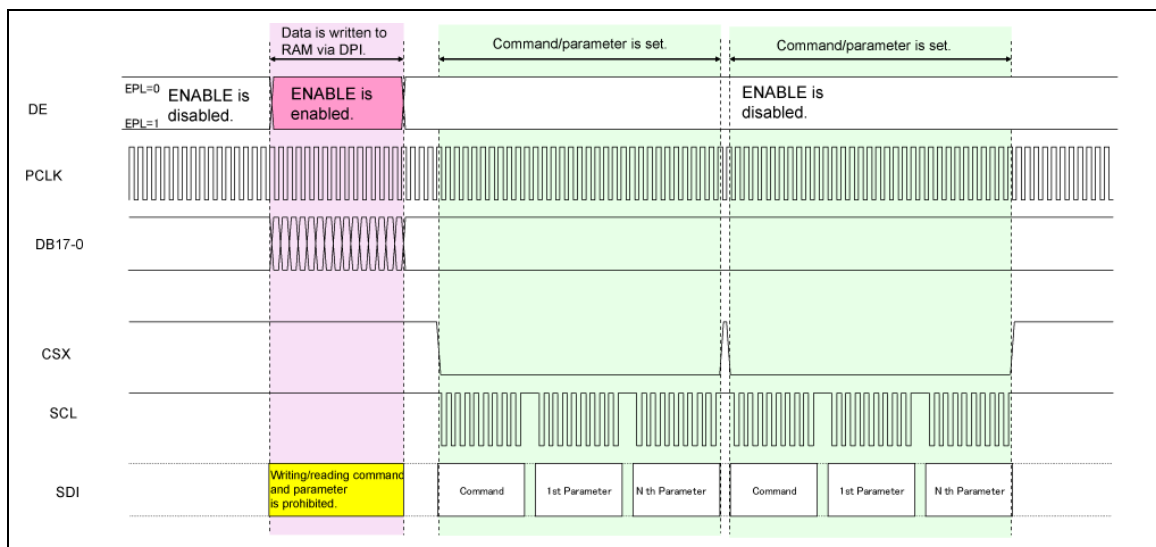 Data is written to
RAM via DPI.
Command/parameter is set.
Command/parameter is set.
DE
EPL=0
EPL=1
ENABLE is
disabled.
ENABLE is
enabled.
ENABLE is
disabled.
PCLK
DB17-0
CSX
SCL
SDI
Writing/reading command
and parameter
is prohibited.
Command
1st Parameter
N th Parameter
Command
1st Parameter
N th Parameter